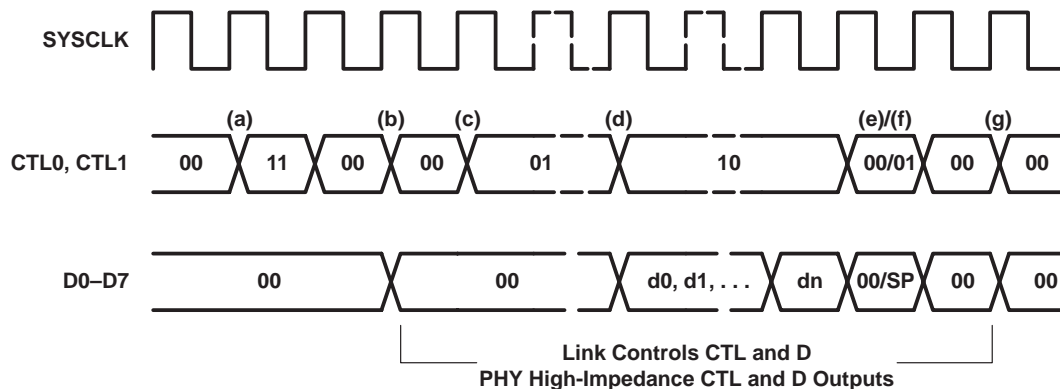 SYSCLK
(a) (b) (c) (d) (e)/(f) (g)
CTL0, CTL1 00 11 00 00 01 10 00/01 00 00
D0–D7 00 00 d0, d1, . . . dn 00/SP 00 00
Link Controls CTL and D
PHY High-Impedance CTL and D Outputs